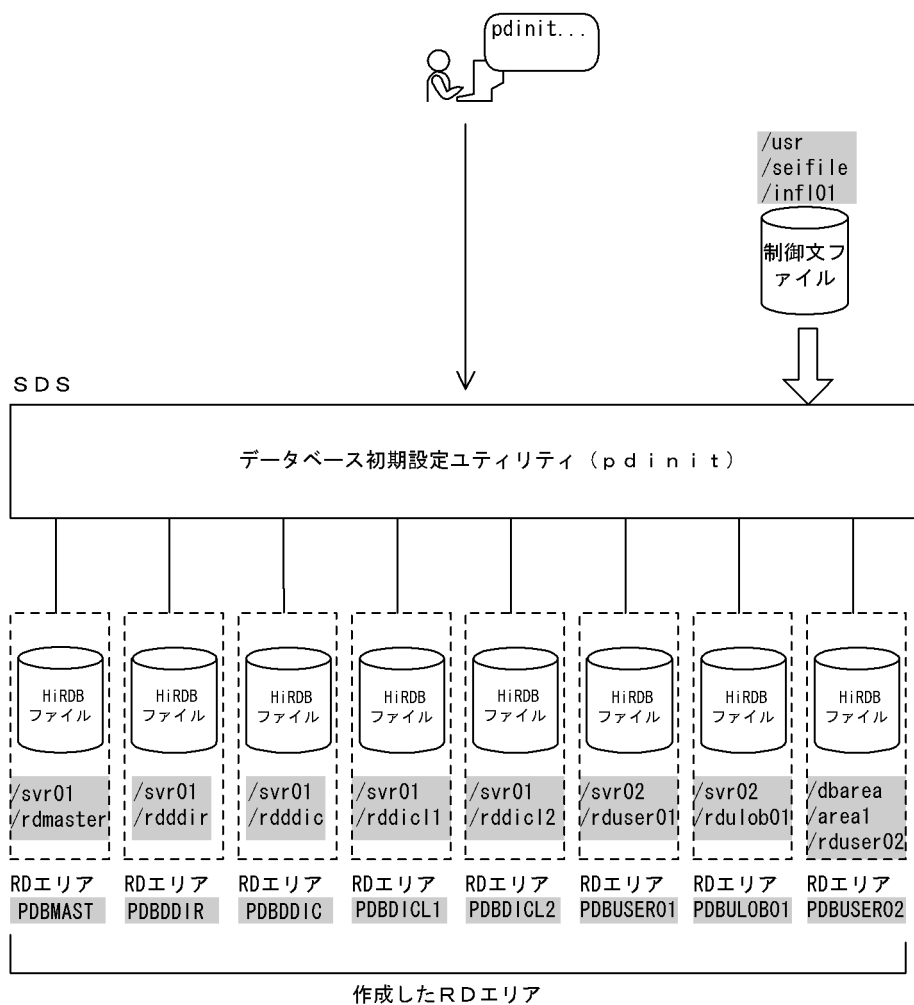 pdinit...
/usr
/seifile
/infl01
制御文フ
ァイル
SDS
データベース初期設定ユティリティ(pdinit)
HiRDB
ファイル
HiRDB
ファイル
HiRDB
ファイル
HiRDB
ファイル
HiRDB
ファイル
HiRDB
ファイル
HiRDB
ファイル
HiRDB
ファイル
/svr01
/rdmaster
/svr01
/rdddir
/svr01
/rdddic
/svr01
/rddicl1
/svr01
/rddicl2
/svr02
/rduser01
/svr02
/rdulob01
/dbarea
/area1
/rduser02
RDエリア
PDBMAST
RDエリア
PDBDDIR
RDエリア
PDBDDIC
RDエリア
PDBDICL1
RDエリア
PDBDICL2
RDエリア
PDBUSER01
RDエリア
PDBULOB01
RDエリア
PDBUSER02
作成したRDエリア